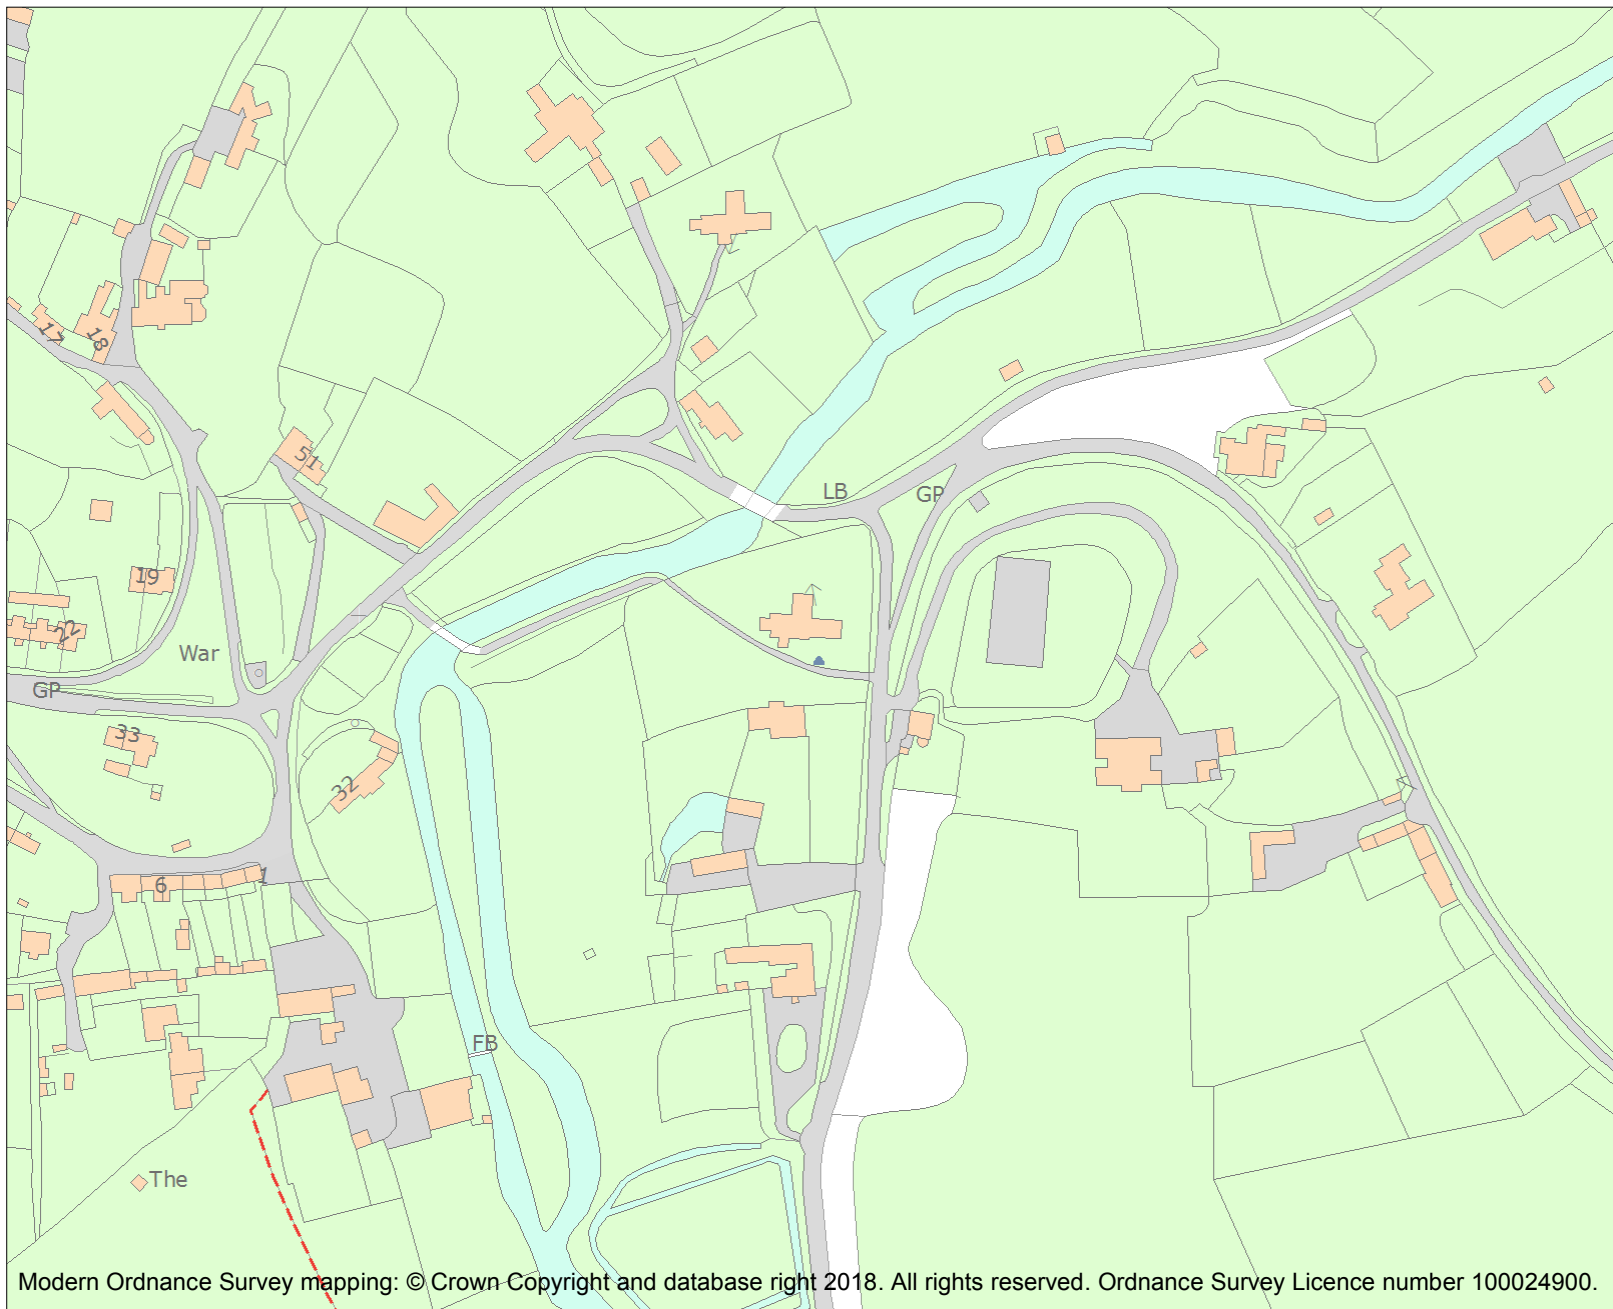 17
18
51
LB
GP
19
22
War
GP
33
32
6
1
FB
The
Modern Ordnance Survey mapping: © Crown Copyright and database right 2018. All rights reserved. Ordnance Survey Licence number 100024900.